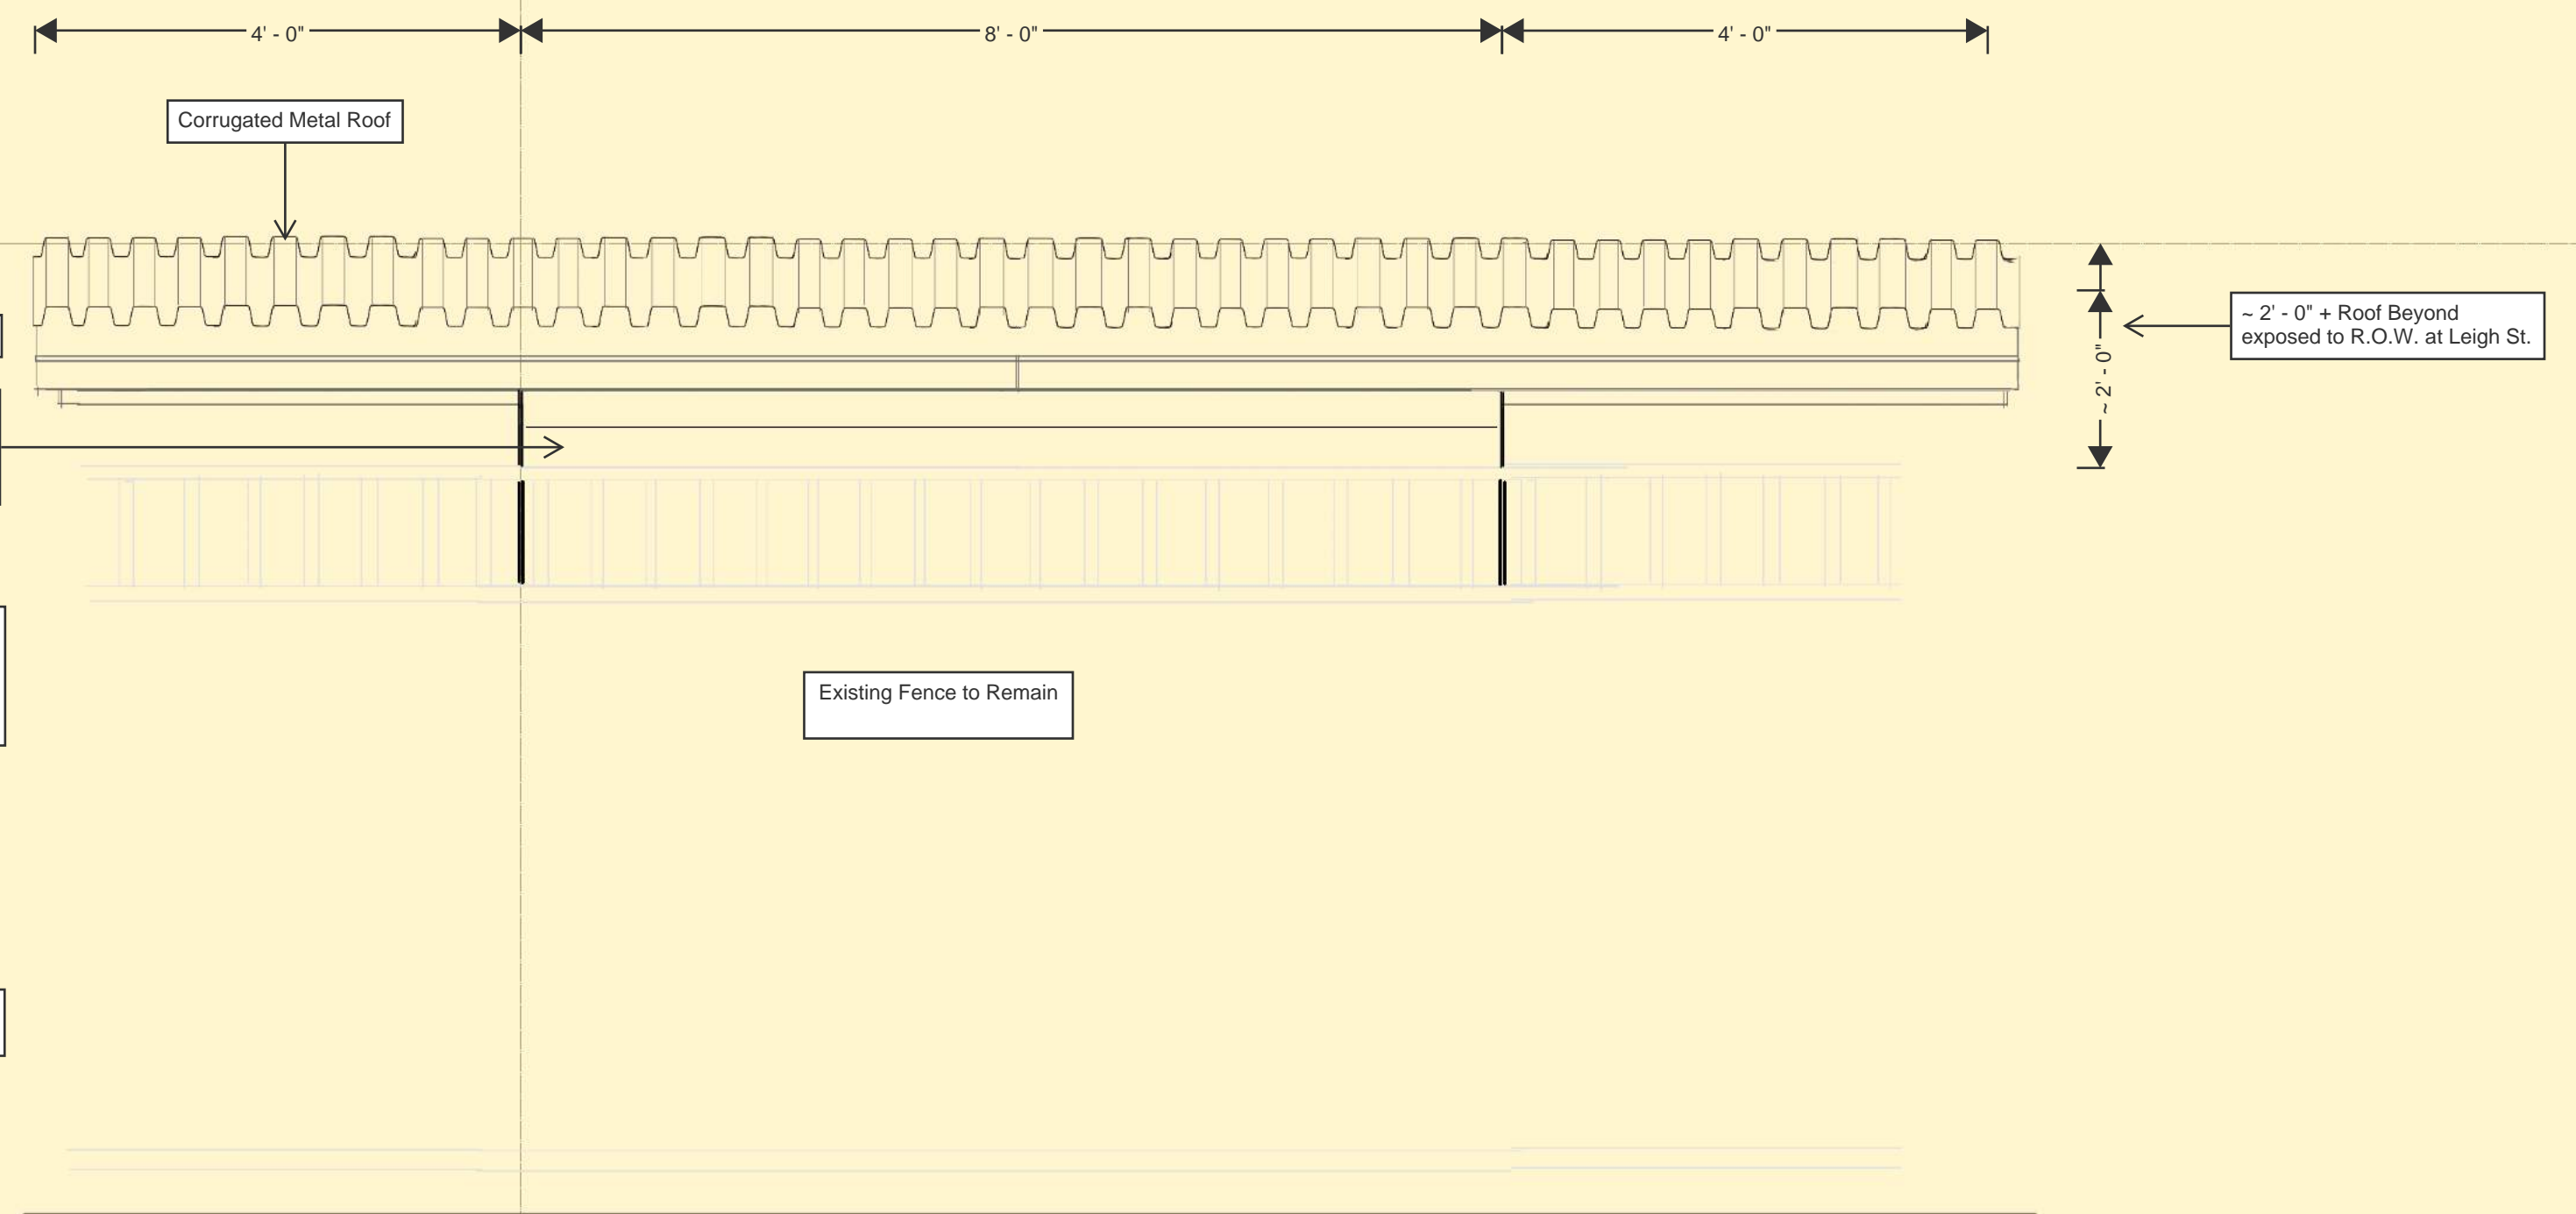 4' - 0"
8' - 0"
4' - 0"
Corrugated Metal Roof
~ 2' - 0" + Roof Beyond
exposed to R.O.W. at Leigh St.
~ 2' - 0"
Existing Fence to Remain